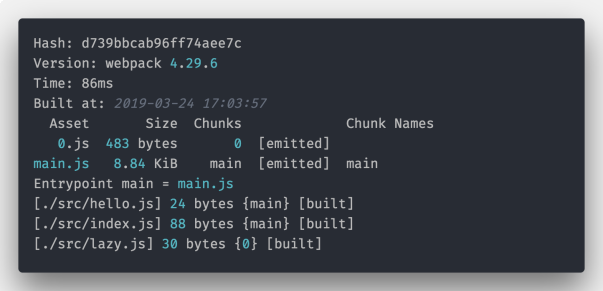 Hash: d739bbcab96ff74aee7c
Version: webpack 4.29.6
Time: 86ms
Built at: 2019-03-24 17:03:57
  Asset       Size  Chunks             Chunk Names
   0.js  483 bytes       0  [emitted]
main.js   8.84 KiB    main  [emitted]  main
Entrypoint main = main.js
[./src/hello.js] 24 bytes {main} [built]
[./src/index.js] 88 bytes {main} [built]
[./src/lazy.js] 30 bytes {0} [built]